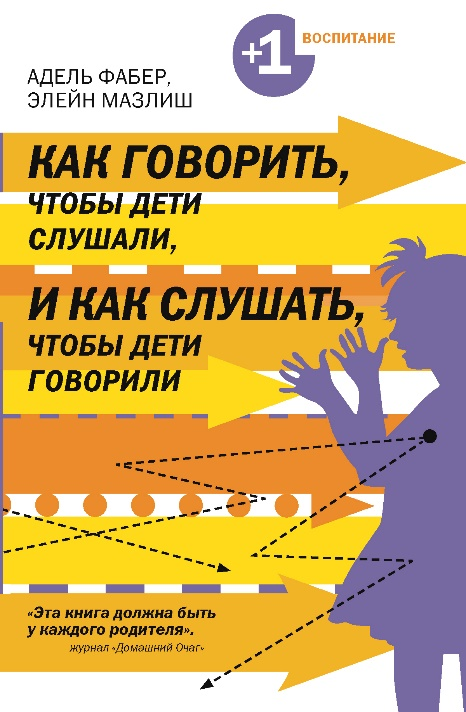 +1
ВОСПИТАНИЕ
АДЕЛЬ ФАБЕР,
ЭЛЕЙН МАЗЛИШ
КАК ГОВОРИТЬ,
ЧТОБЫ ДЕТИ
СЛУШАЛИ,
И КАК СЛУШАТЬ,
ЧТОБЫ ДЕТИ
ГОВОРИЛИ
«Эта книга должна быть
у каждого родителя».
журнал «Домашний Очаг»